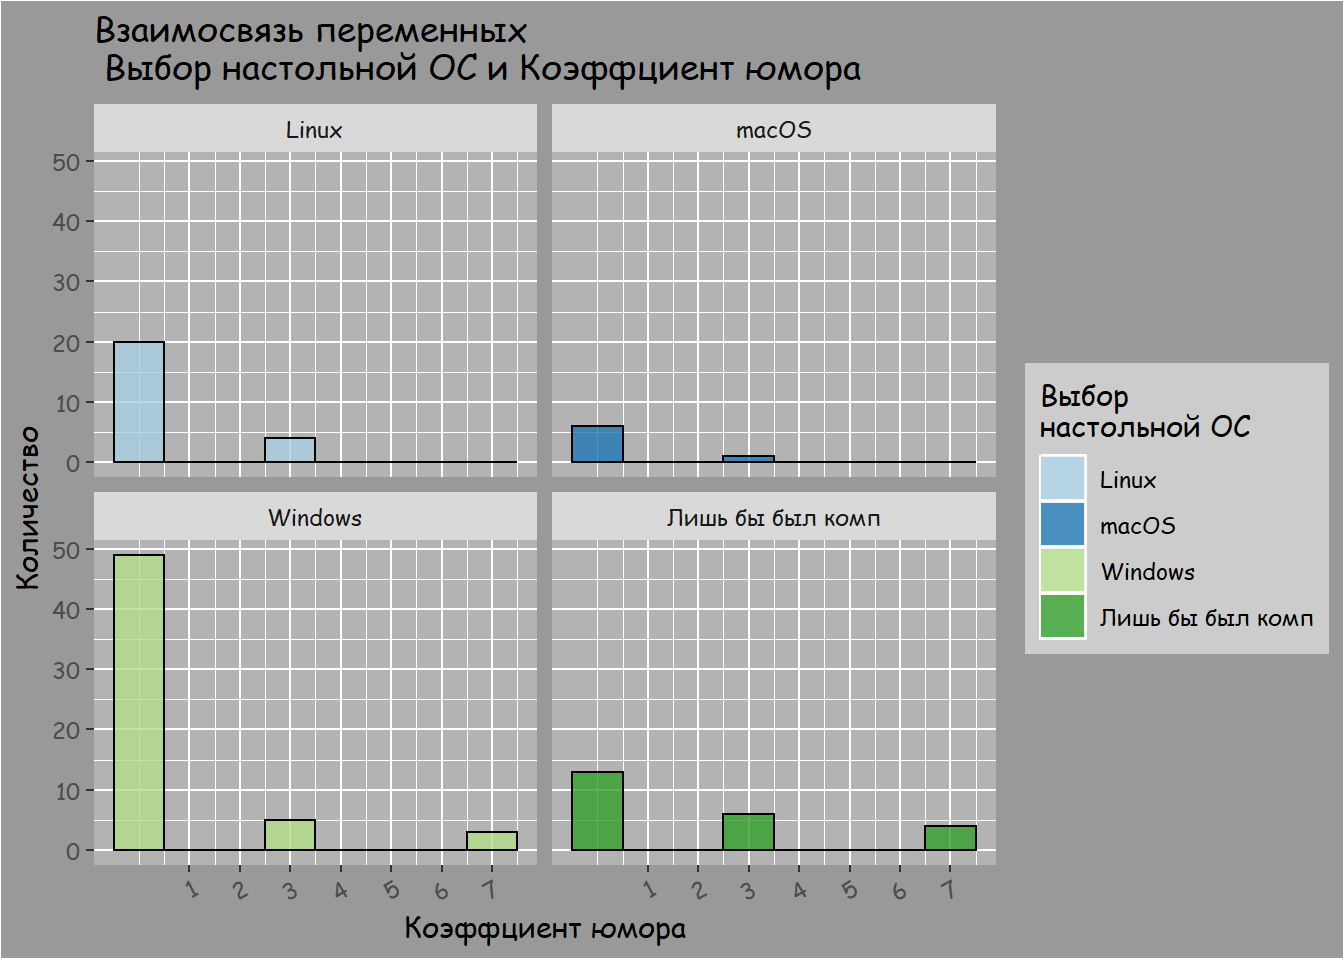 Взаимосвязь переменных
Выбор настольной ОС и Коэффциент юмора
Linux
macOS
50
40
30
20
10
0
Windows
Лишь бы был комп
50
40
30
20
10
0
1 2 3 4 5 6 7
1 2 3 4 5 6 7
Коэффциент юмора
Количество
Выбор
настольной ОС
Linux
macOS
Windows
Лишь бы был комп